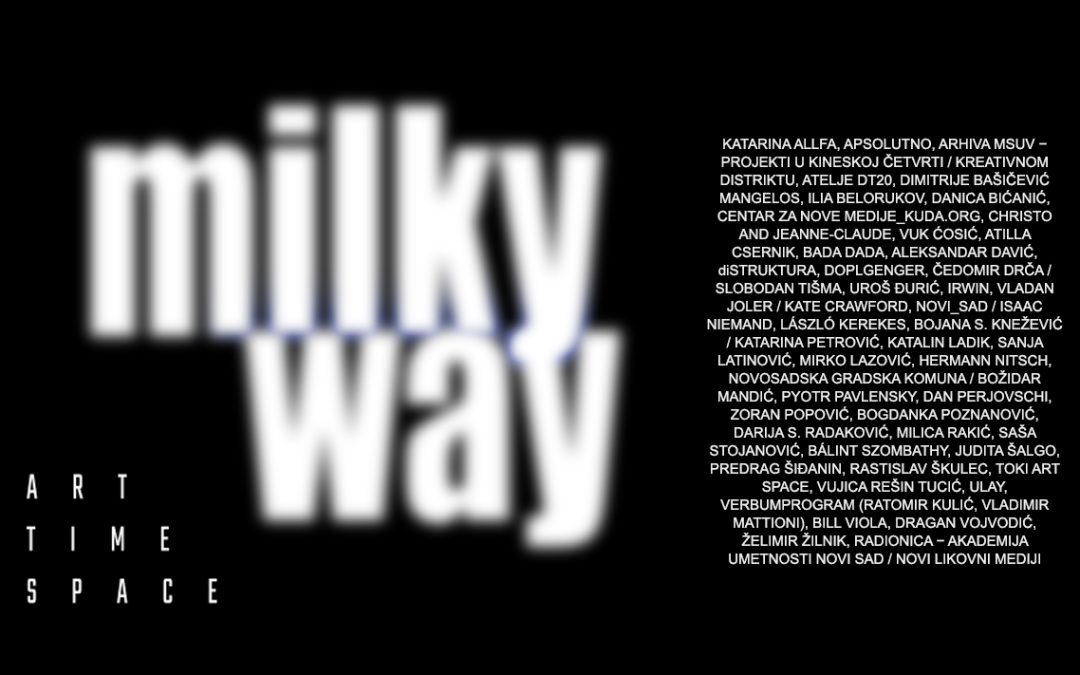 milky
way
ART
TIME
SPACE
KATARINA ALLFA, APSOLUTNO, ARHIVA MSUV –
PROJEKTI U KINESKOJ ČETVRTI / KREATIVNOM
DISTRIKTU, ATELJE DT20, DIMITRIJE BAŠIČEVIĆ
MANGELOS, ILIA BELORUKOV, DANICA BIĆANIĆ,
CENTAR ZA NOVE MEDIJE_KUDA.ORG, CHRISTO
AND JEANNE-CLAUDE, VUK ĆOSIĆ, ATILLA
CSERNIK, BADA DADA, ALEKSANDAR DAVIĆ,
diSTRUKTURA, DOPLGENGER, ČEDOMIR DRČA /
SLOBODAN TIŠMA, UROŠ ĐURIĆ, IRWIN, VLADAN
JOLER / KATE CRAWFORD, NOVI_SAD / ISAAC
NIEMAND, LÁSZLÓ KEREKES, BOJANA S. KNEŽEVIĆ
/ KATARINA PETROVIĆ, KATALIN LADIK, SANJA
LATINOVIĆ, MIRKO LAZOVIĆ, HERMANN NITSCH,
NOVOSADSKA GRADSKA KOMUNA / BOŽIDAR
MANDIĆ, PYOTR PAVLENSKY, DAN PERJOVSCHI,
ZORAN POPOVIĆ, BOGDANKA POZNANOVIĆ,
DARIJA S. RADAKOVIĆ, MILICA RAKIĆ, SAŠA
STOJANOVIĆ, BÁLINT SZOMBATHY, JUDITA ŠALGO,
PREDRAG ŠIĐANIN, RASTISLAV ŠKULEC, TOKI ART
SPACE, VUJICA REŠIN TUCIĆ, ULAY,
VERBUMPROGRAM (RATOMIR KULIĆ, VLADIMIR
MATTIONI), BILL VIOLA, DRAGAN VOJVODIĆ,
ŽELIMIR ŽILNIK, RADIONICA – AKADEMIJA
UMETNOSTI NOVI SAD / NOVI LIKOVNI MEDIJI